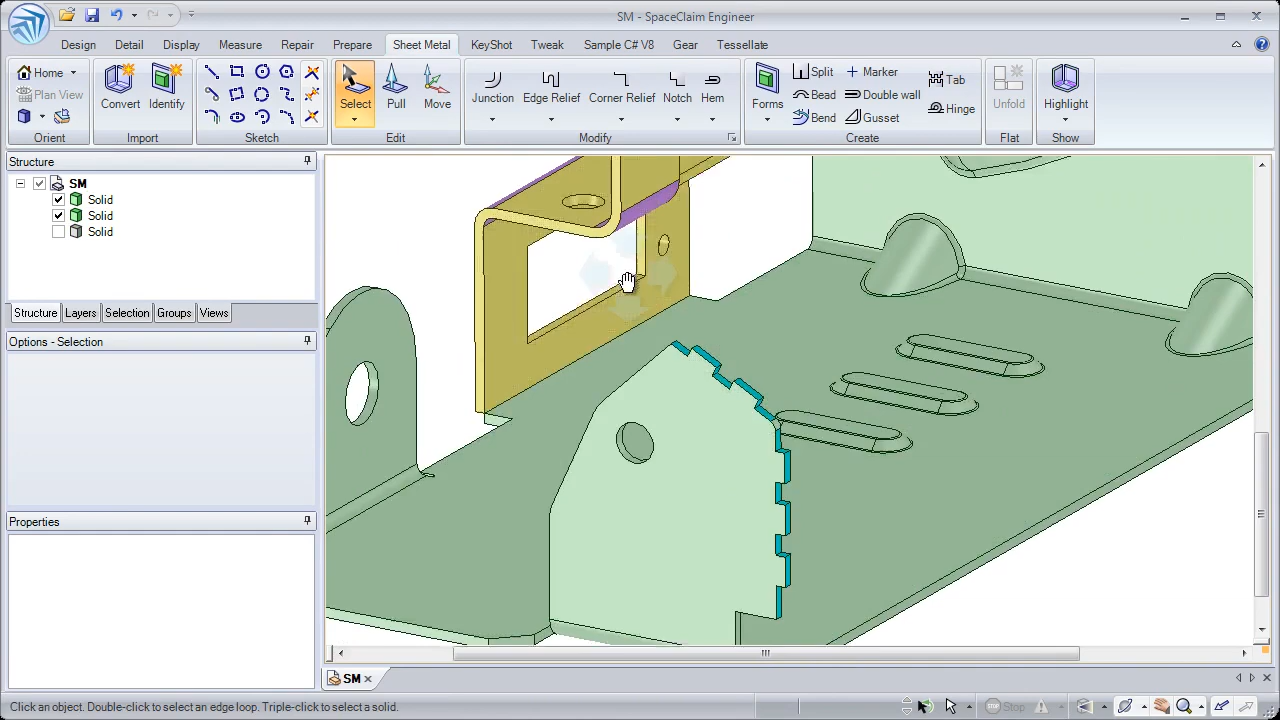 SM - SpaceClaim Engineer
Design Detail Display Measure Repair Prepare Sheet Metal KeyShot Tweak Sample C# V8 Gear Tessellate
Home
Plan View
Orient
Convert Identify
Import
Sketch
Select Pull Move
Edit
Junction Edge Relief Corner Relief Notch Hem
Modify
Forms
Split Marker Tab
Bead Double wall
Bend Gusset Hinge
Create
Unfold
Flat
Highlight
Show
Structure
SM
Solid
Solid
Solid
Structure Layers Selection Groups Views
Options - Selection
Properties
SM
Click an object. Double-click to select an edge loop. Triple-click to select a solid.
Stop